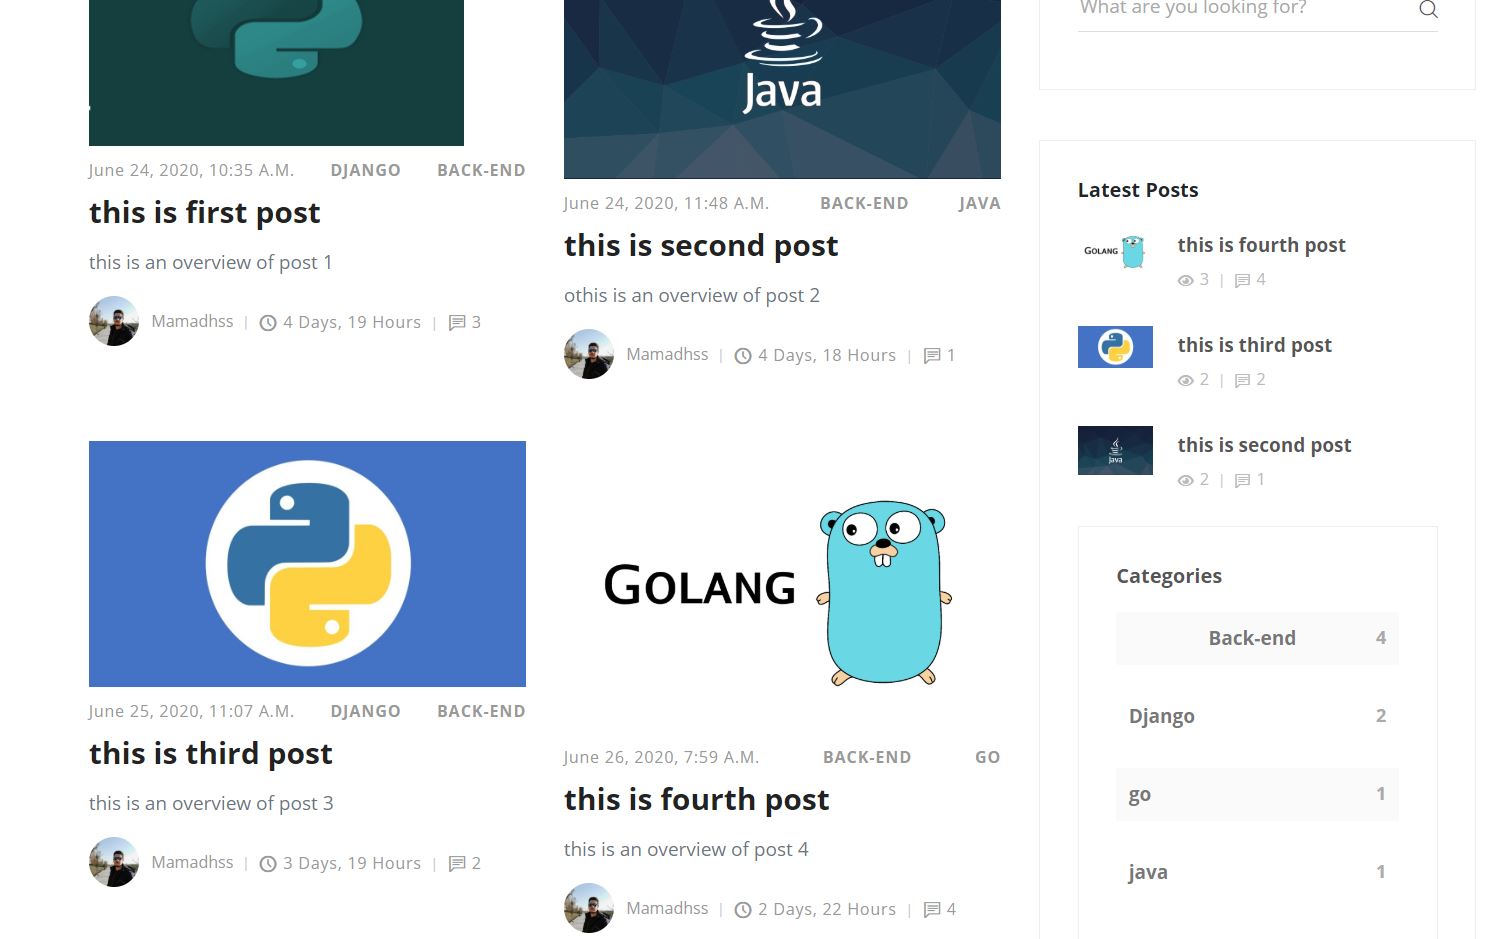 Java
June 24, 2020, 10:35 A.M. DJANGO BACK-END
this is first post
this is an overview of post 1
Mamadhss | 4 Days, 19 Hours | 3
June 24, 2020, 11:48 A.M. BACK-END JAVA
this is second post
othis is an overview of post 2
Mamadhss | 4 Days, 18 Hours | 1
June 25, 2020, 11:07 A.M. DJANGO BACK-END
this is third post
this is an overview of post 3
Mamadhss | 3 Days, 19 Hours | 2
GOLANG
June 26, 2020, 7:59 A.M. BACK-END GO
this is fourth post
this is an overview of post 4
Mamadhss | 2 Days, 22 Hours | 4
What are you looking for?
Latest Posts
GOLANG
this is fourth post
3 | 4
this is third post
2 | 2
Java
this is second post
2 | 1
Categories
Back-end 4
Django 2
go 1
java 1